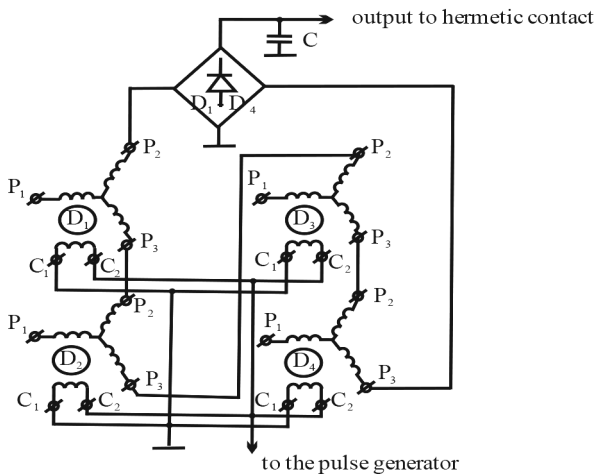 output to hermetic contact
C
D₁ D₄
P₂ P₂
P₁ P₁
D₁ D₃
P₃ P₃
C₁ C₂ C₁ C₂
P₂ P₂
P₁ P₁
D₂ D₄
P₃ P₃
C₁ C₂ C₁ C₂
to the pulse generator